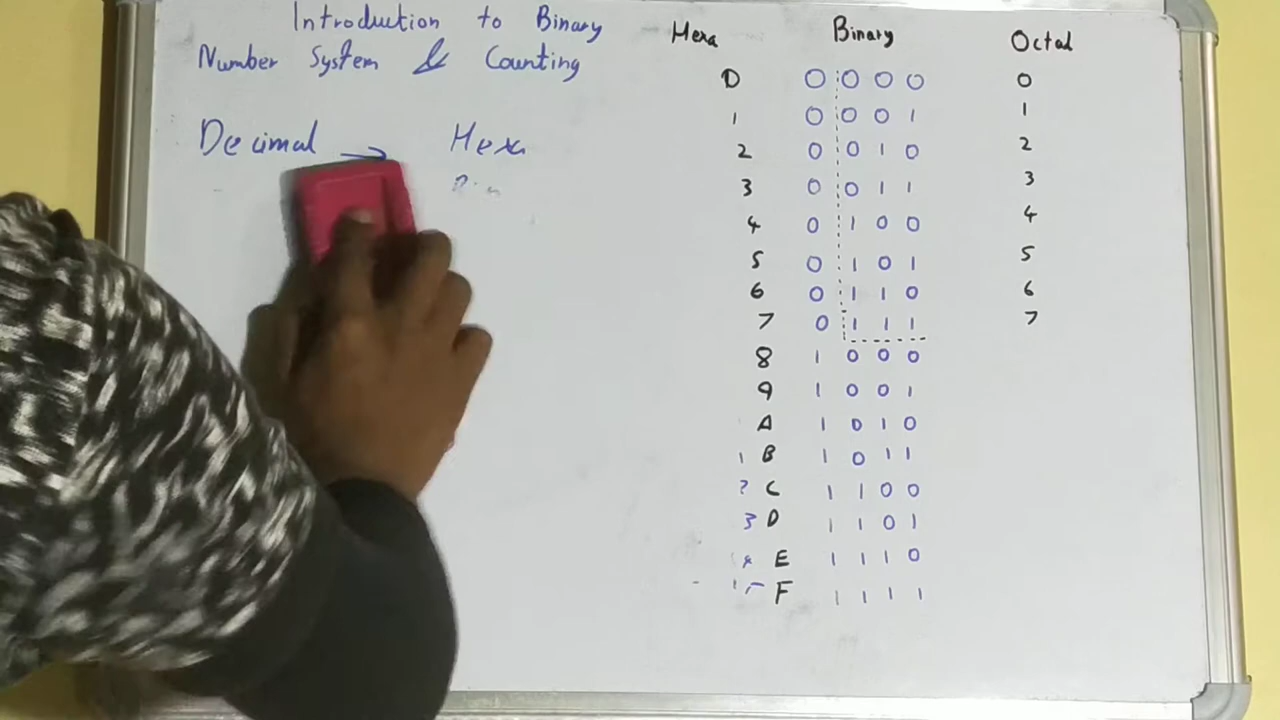 Introduction to Binary
Number System & Counting
Decimal → Hexa
Hexa Binary Octal
0 0 0 0 0 0
1 0 0 0 1 1
2 0 0 1 0 2
3 0 0 1 1 3
4 0 1 0 0 4
5 0 1 0 1 5
6 0 1 1 0 6
7 0 1 1 1 7
8 1 0 0 0
9 1 0 0 1
A 1 0 1 0
B 1 0 1 1
C 1 1 0 0
3 D 1 1 0 1
E 1 1 1 0
F 1 1 1 1